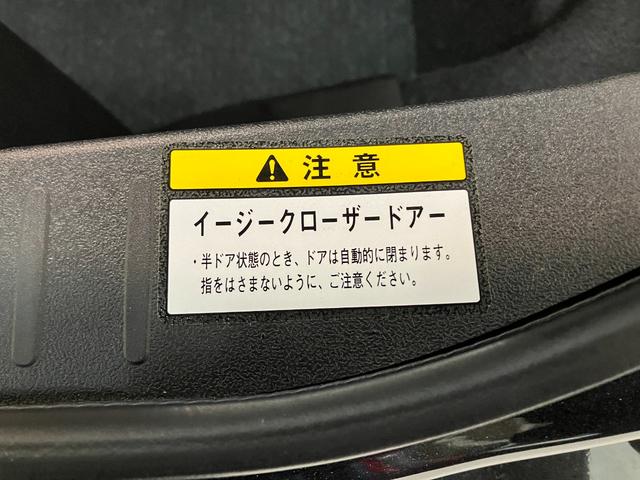 ⚠ 注意
イージークローザードアー
・半ドア状態のとき、ドアは自動的に閉まります。
指をはさまないように、ご注意ください。